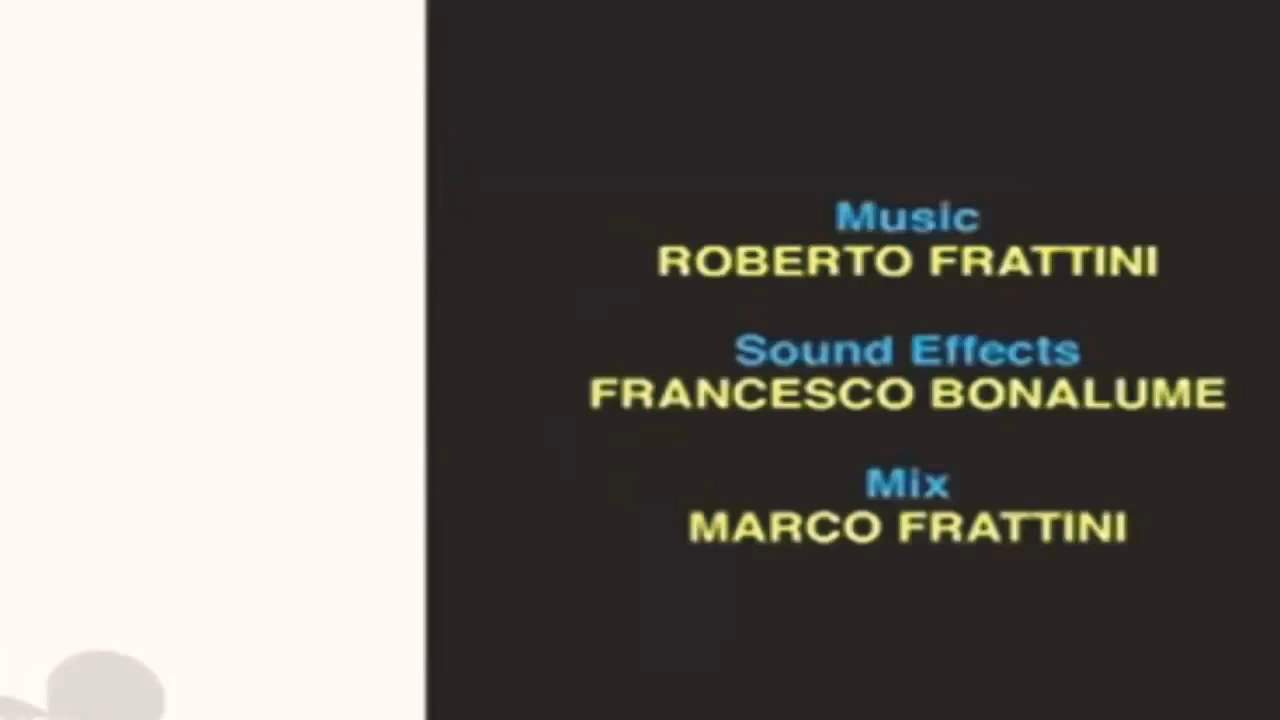 Music
ROBERTO FRATTINI
Sound Effects
FRANCESCO BONALUME
Mix
MARCO FRATTINI